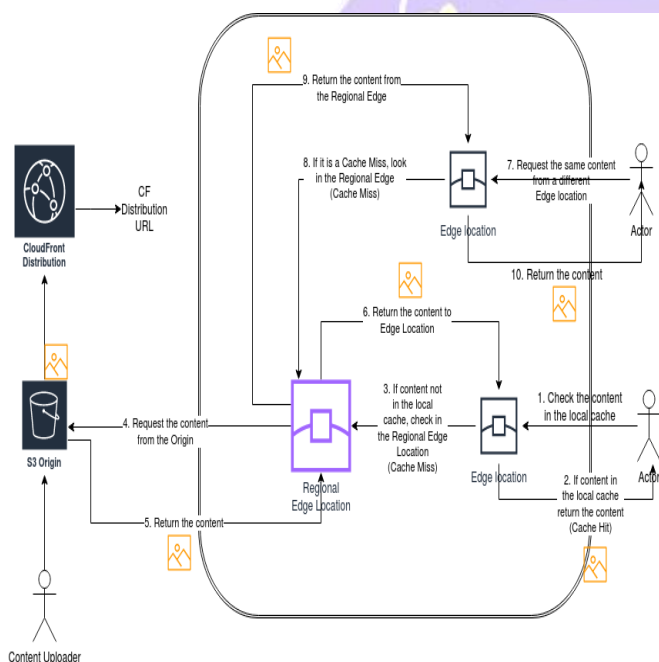 9. Return the content from
the Regional Edge
8. If it is a Cache Miss, look
in the Regional Edge
(Cache Miss)
7. Request the same content
from a different
Edge location
CF
Distribution
URL
CloudFront
Distribution
Edge location
Actor
10. Return the content
6. Return the content to
Edge Location
3. If content not
in the local
cache, check in
the Regional Edge
Location
(Cache Miss)
1. Check the content
in the local cache
4. Request the content
from the Origin
S3 Origin
Regional
Edge Location
Edge location
Actor
2. If content in
the local cache
return the content
(Cache Hit)
5. Return the content
Content Uploader